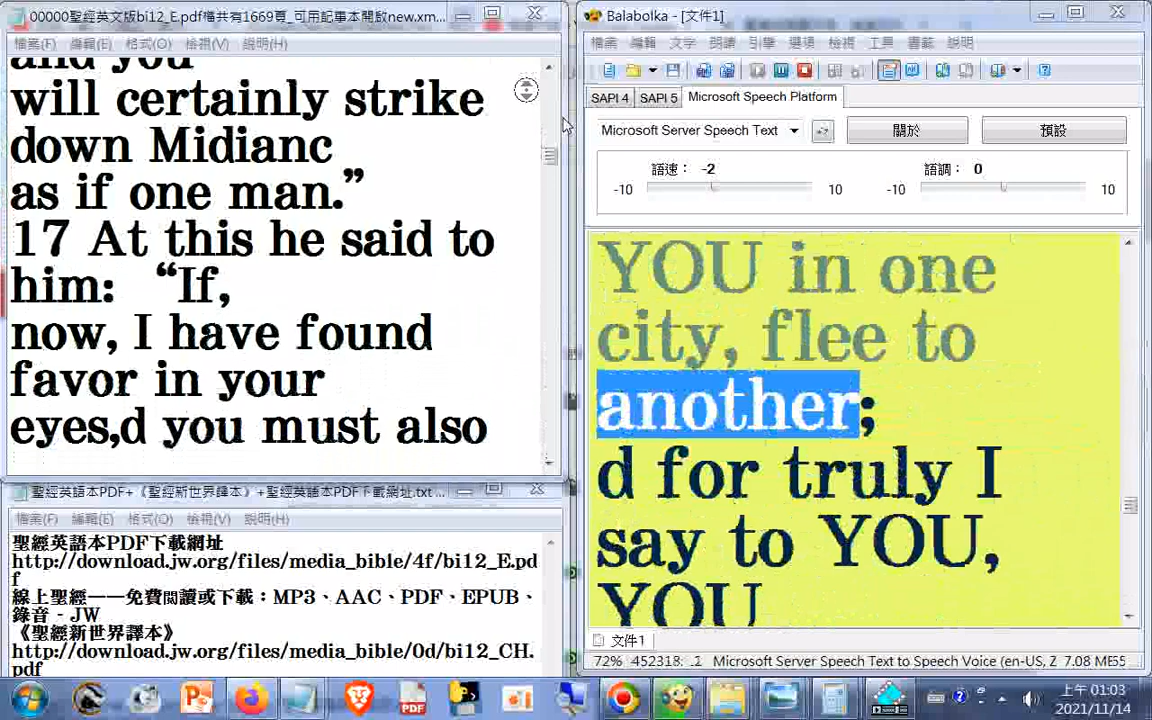 00000聖經英文版bi12_E.pdf檔共有1669頁_可用記事本開啟new.xm...
檔案(F) 編輯(E) 格式(O) 檢視(V) 說明(H)
and you
will certainly strike
down Midianc
as if one man.”
17 At this he said to
him: “If,
now, I have found
favor in your
eyes,d you must also
聖經英語本PDF+《聖經新世界譯本》+聖經英語本PDF下載網址.txt ...
檔案(F) 編輯(E) 格式(O) 檢視(V) 說明(H)
聖經英語本PDF下載網址
http://download.jw.org/files/media_bible/4f/bi12_E.pd
f
線上聖經——免費閱讀或下載：MP3、AAC、PDF、EPUB、
錄音 - JW
《聖經新世界譯本》
http://download.jw.org/files/media_bible/0d/bi12_CH.
pdf
Balabolka - [文件1]
檔案 編輯 文字 朗讀 引擎 選項 檢視 工具 書籤 說明
SAPI 4 SAPI 5 Microsoft Speech Platform
Microsoft Server Speech Text
關於 預設
語速： -2 語調： 0
-10 10 -10 10
YOU in one
city, flee to
another;
d for truly I
say to YOU,
YOU
文件1
72% 452318: .1 Microsoft Server Speech Text to Speech Voice (en-US, Z 7.08 ME55
上午 01:03
2021/11/14